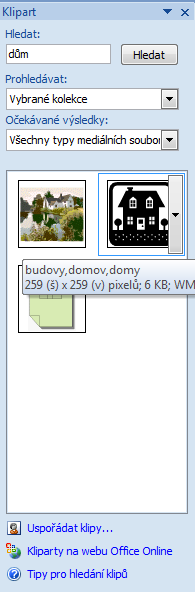 Klipart
Hledat:
dům
Hledat
Prohledávat:
Vybrané kolekce
Očekávané výsledky:
Všechny typy mediálních soubor
budovy,domov,domy
259 (š) x 259 (v) pixelů; 6 KB; WM
Uspořádat klipy...
Kliparty na webu Office Online
Tipy pro hledání klipů